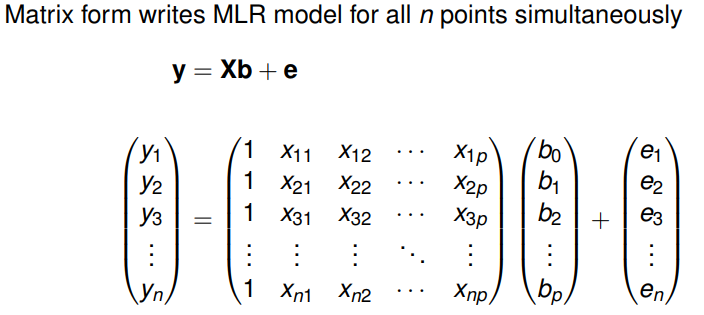 Matrix form writes MLR model for all n points simultaneously
y = Xb + e
y₁ 1 x₁₁ x₁₂ ⋯ x₁ₚ b₀ e₁
y₂ 1 x₂₁ x₂₂ ⋯ x₂ₚ b₁ e₂
y₃ = 1 x₃₁ x₃₂ ⋯ x₃ₚ b₂ + e₃
⋮ ⋮ ⋮ ⋮ ⋱ ⋮ ⋮ ⋮
yₙ 1 xₙ₁ xₙ₂ ⋯ xₙₚ bₚ eₙ